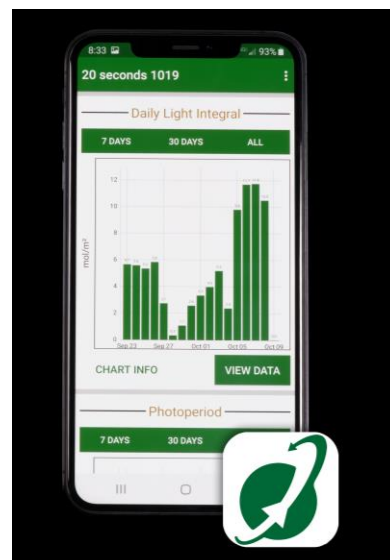 8:33 93%
20 seconds 1019
Daily Light Integral
7 DAYS 30 DAYS ALL
12
10
8
6
4
2
0
mol/m²
Sep 23 Sep 27 Oct 01 Oct 05 Oct 09
CHART INFO VIEW DATA
Photoperiod
7 DAYS 30 DAYS